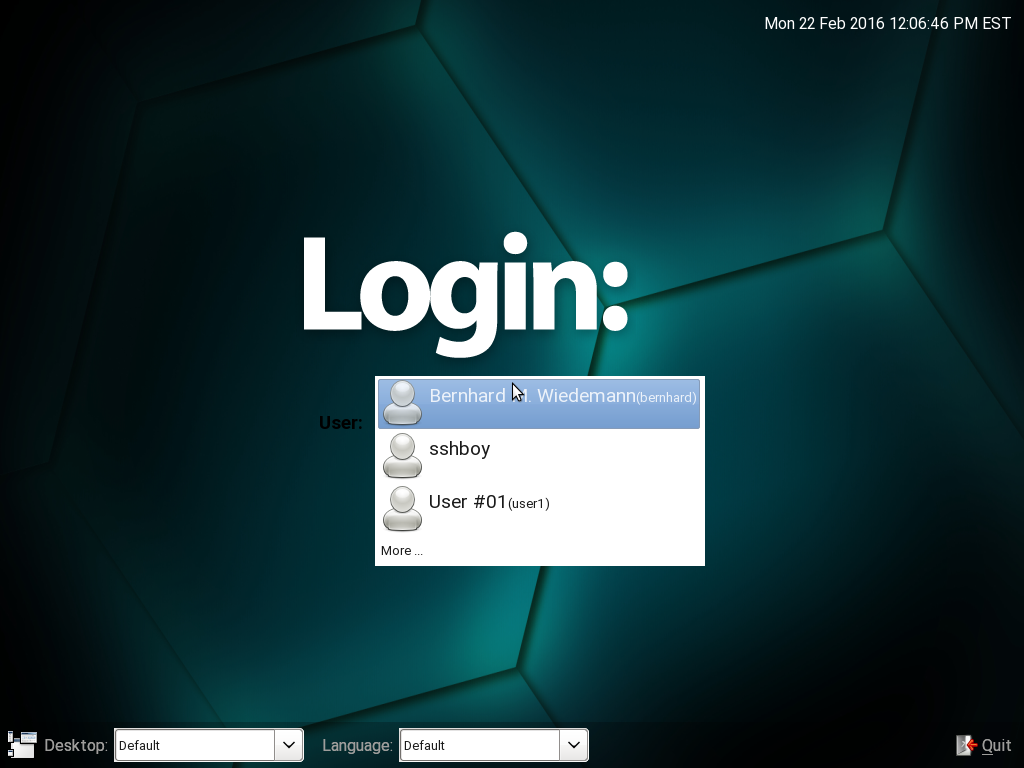 Mon 22 Feb 2016 12:06:46 PM EST
Login:
User:
Bernhard M. Wiedemann(bernhard)
sshboy
User #01(user1)
More ...
Desktop: Default Language: Default Quit